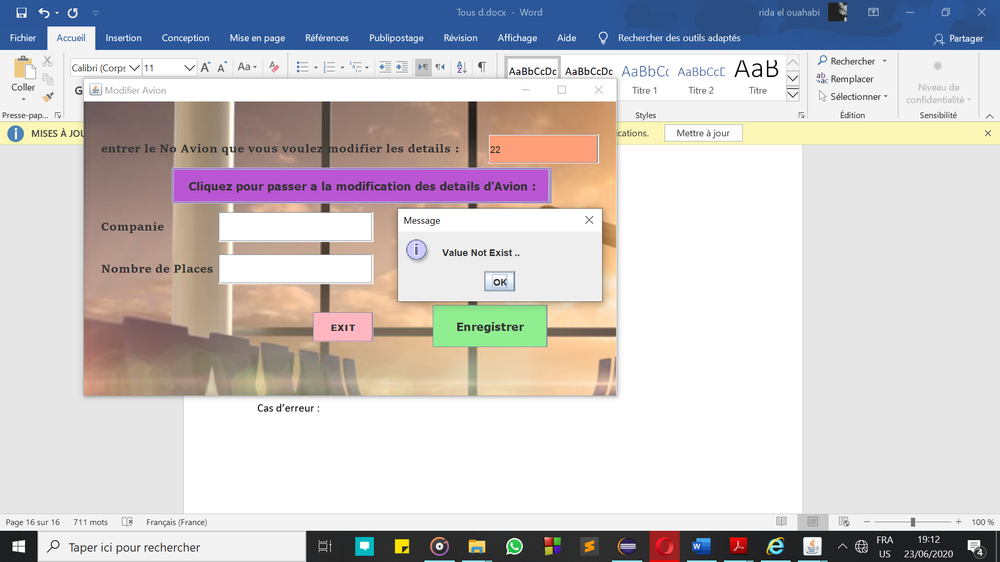 Tous d.docx - Word
rida el ouahabi
Fichier
Accueil
Insertion
Conception
Mise en page
Références
Publipostage
Révision
Affichage
Aide
Rechercher des outils adaptés
Partager
Coller
Presse-pap...
Calibri (Corps
11
G
AaBbCcDc
AaBbCcDc
AaBbCc
AaBbCcD
AaB
Titre 1
Titre 2
Titre
Styles
Rechercher
Remplacer
Sélectionner
Édition
Niveau de
confidentialité
Sensibilité
MISES À JOU
ications.
Mettre à jour
Modifier Avion
entrer le No Avion que vous voulez modifier les details :
22
Cliquez pour passer a la modification des details d'Avion :
Companie
Nombre de Places
Message
Value Not Exist ..
OK
EXIT
Enregistrer
Cas d’erreur :
Page 16 sur 16
711 mots
Français (France)
100 %
Taper ici pour rechercher
FRA
US
19:12
23/06/2020
4